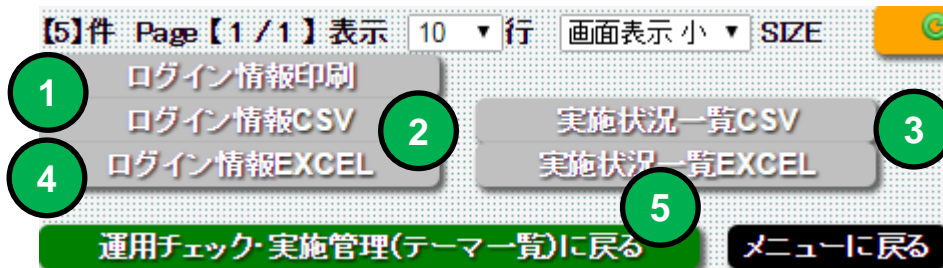 【5】件 Page【 1 / 1 】表示 10 ▼ 行 画面表示 小 ▼ SIZE
1 ログイン情報印刷
ログイン情報CSV 2 実施状況一覧CSV 3
4 ログイン情報EXCEL 実施状況一覧EXCEL
5
運用チェック・実施管理(テーマ一覧)に戻る メニューに戻る